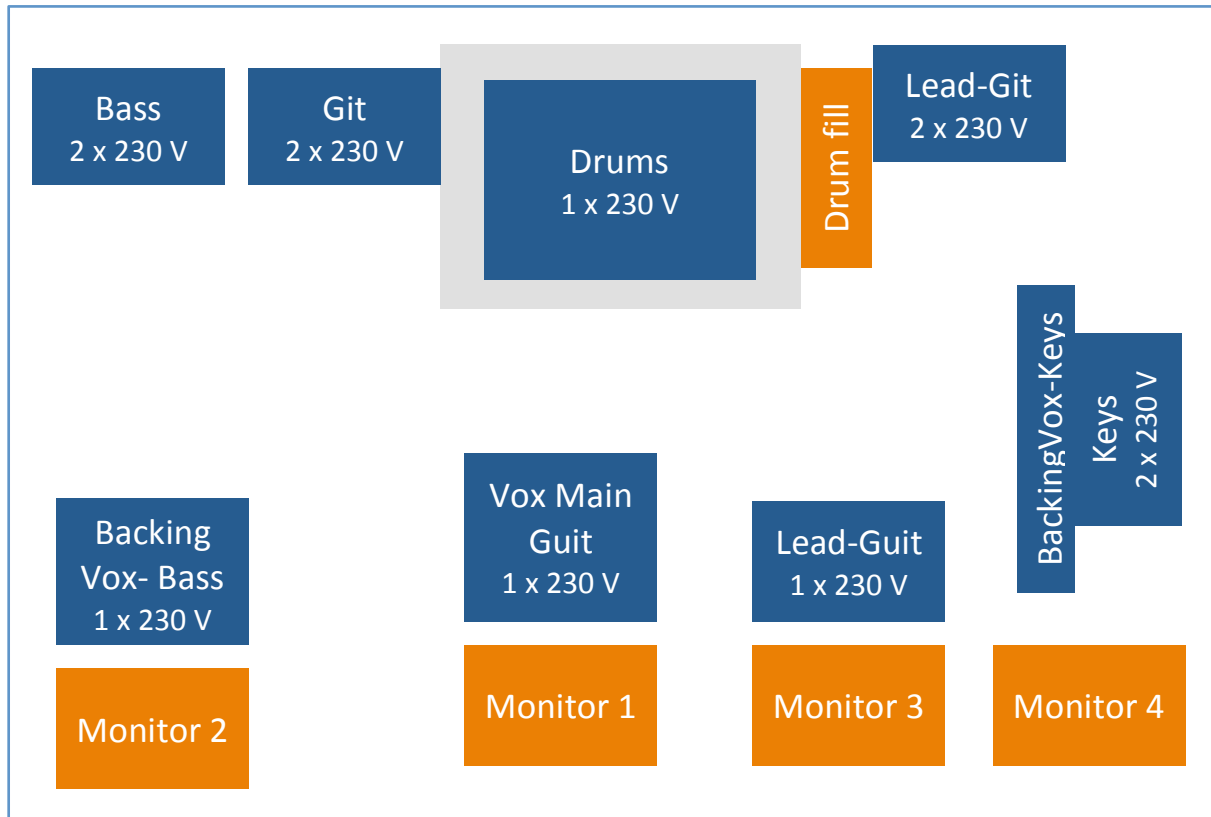 Bass
2 x 230 V
Git
2 x 230 V
Drums
1 x 230 V
Drum fill
Lead-Git
2 x 230 V
BackingVox-Keys
Keys
2 x 230 V
Backing
Vox- Bass
1 x 230 V
Vox Main
Guit
1 x 230 V
Lead-Guit
1 x 230 V
Monitor 2
Monitor 1
Monitor 3
Monitor 4